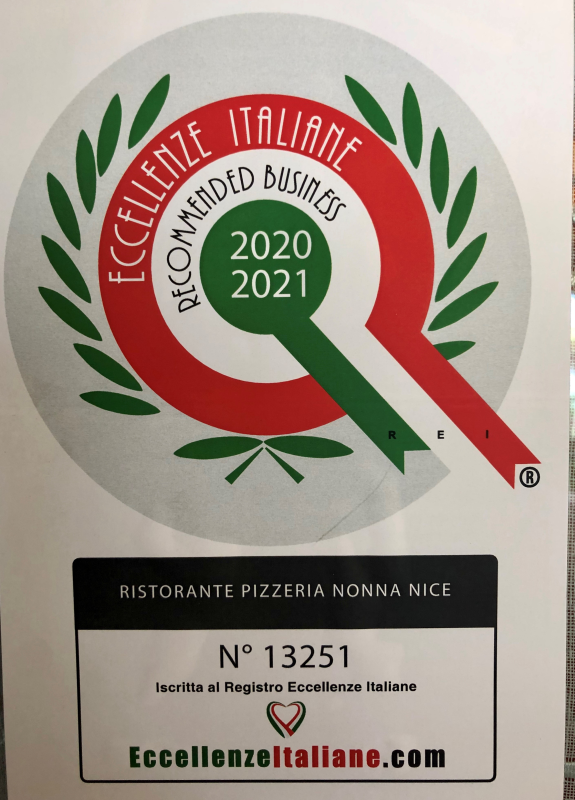 ECCELLENZE ITALIANE
RECOMMENDED BUSINESS
2020
2021
R E I
®
RISTORANTE PIZZERIA NONNA NICE
N° 13251
Iscritta al Registro Eccellenze Italiane
EccellenzeItaliane.com